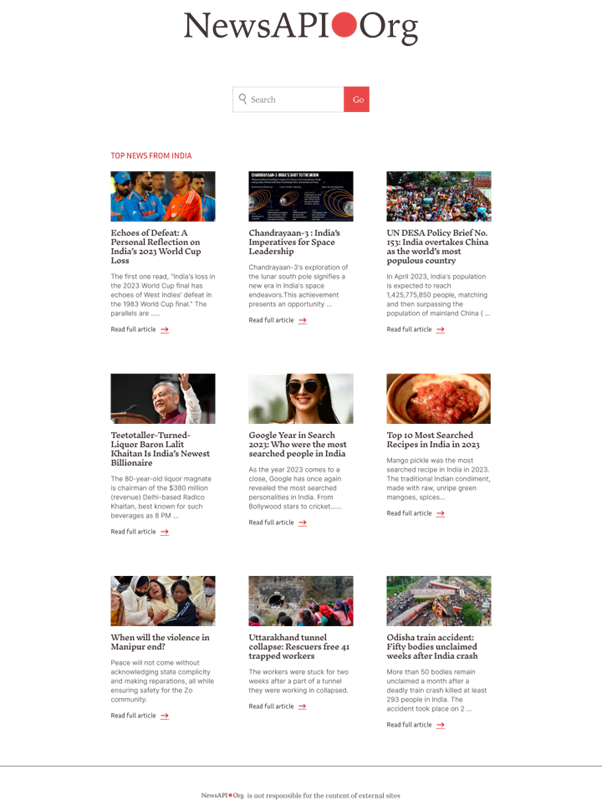 NewsAPI Org
Search
Go
TOP NEWS FROM INDIA
CHANDRAYAAN-3: INDIA'S SHOT TO THE MOON
Echoes of Defeat: A
Personal Reflection on
India's 2023 World Cup
Loss
The first one read, "India's loss in
the 2023 World Cup final has
echoes of West Indies' defeat in
the 1983 World Cup final." The
parallels are .....
Read full article
Chandrayaan-3 : India's
Imperatives for Space
Leadership
Chandrayaan-3's exploration of
the lunar south pole signifies a
new era in India's space
endeavors.This achievement
presents an opportunity ...
Read full article
UN DESA Policy Brief No.
153: India overtakes China
as the world's most
populous country
In April 2023, India's population
is expected to reach
1,425,775,850 people, matching
and then surpassing the
population of mainland China ( ...
Read full article
Teetotaller-Turned-
Liquor Baron Lalit
Khaitan Is India's Newest
Billionaire
The 80-year-old liquor magnate
is chairman of the $380 million
(revenue) Delhi-based Radico
Khaitan, best known for such
beverages as 8 PM ...
Read full article
Google Year in Search
2023: Who were the most
searched people in India
As the year 2023 comes to a
close, Google has once again
revealed the most searched
personalities in India. From
Bollywood stars to cricket......
Read full article
Top 10 Most Searched
Recipes in India in 2023
Mango pickle was the most
searched recipe in India in 2023.
The traditional Indian condiment,
made with raw, unripe green
mangoes, spices...
Read full article
When will the violence in
Manipur end?
Peace will not come without
acknowledging state complicity
and making reparations, all while
ensuring safety for the Zo
community.
Read full article
Uttarakhand tunnel
collapse: Rescuers free 41
trapped workers
The workers were stuck for two
weeks after a part of a tunnel
they were working in collapsed.
Read full article
Odisha train accident:
Fifty bodies unclaimed
weeks after India crash
More than 50 bodies remain
unclaimed a month after a
deadly train crash killed at least
293 people in India. The
accident took place on 2 ...
Read full article
NewsAPI Org is not responsible for the content of external sites